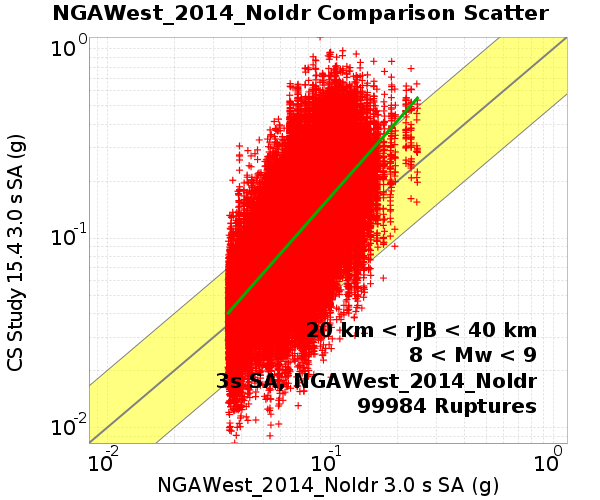 NGAWest_2014_NoIdr Comparison Scatter
CS Study 15.4 3.0 s SA (g)
10^0
10^-1
10^-2
20 km < rJB < 40 km
8 < Mw < 9
3s SA, NGAWest_2014_NoIdr
99984 Ruptures
10^-2 10^-1 10^0
NGAWest_2014_NoIdr 3.0 s SA (g)